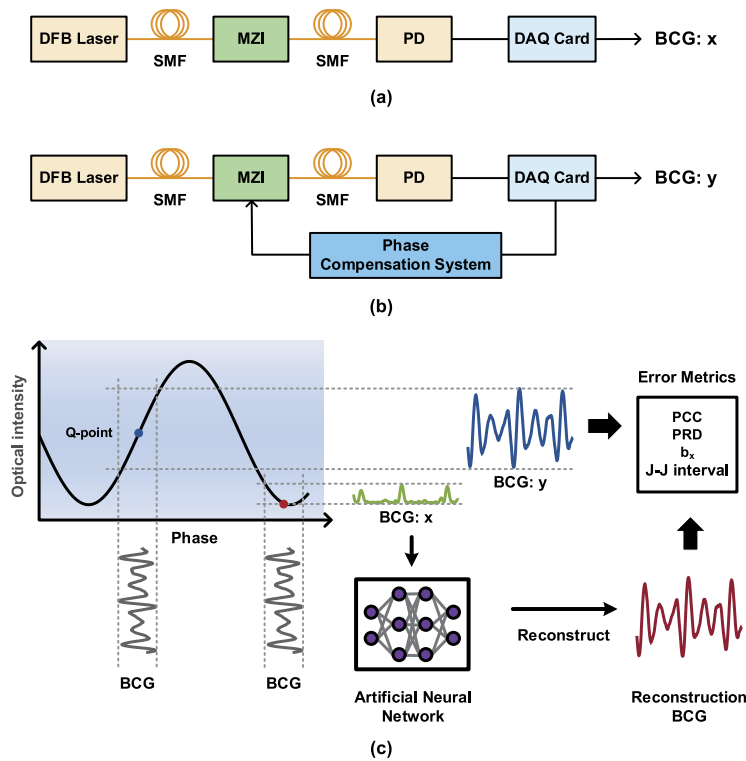 DFB Laser
SMF
MZI
SMF
PD
DAQ Card
BCG: x
(a)
DFB Laser
SMF
MZI
SMF
PD
DAQ Card
BCG: y
Phase
Compensation System
(b)
Optical intensity
Q-point
Phase
BCG
BCG
BCG: y
BCG: x
Error Metrics
PCC
PRD
bₓ
J-J interval
Reconstruct
Artificial Neural
Network
Reconstruction
BCG
(c)